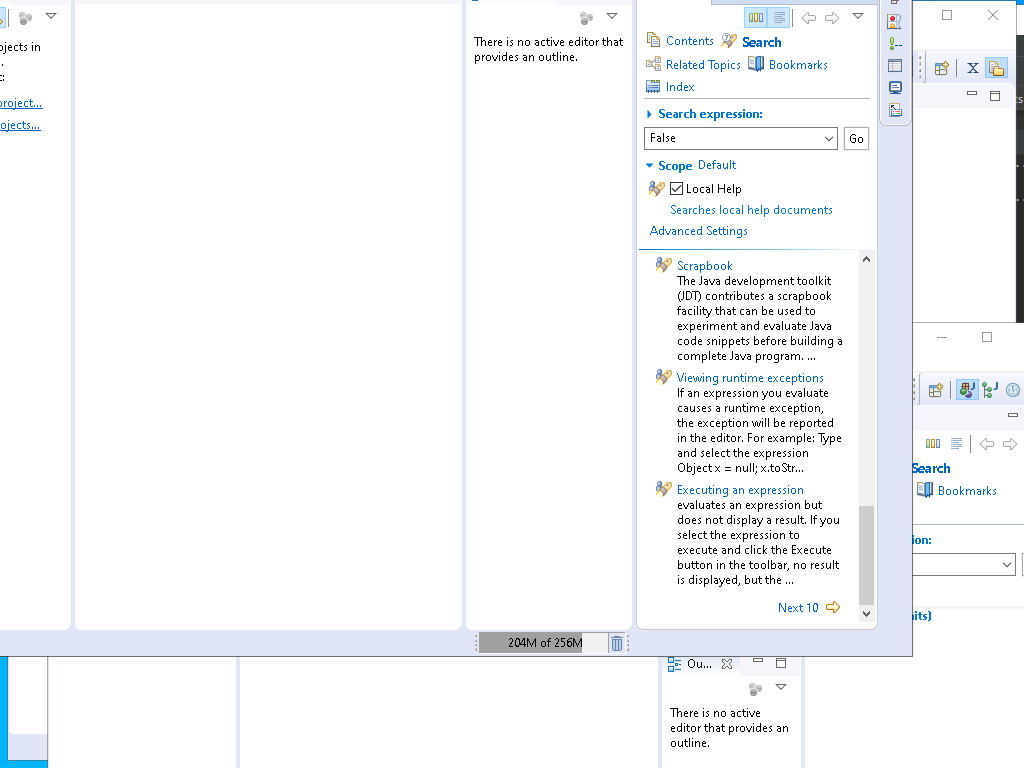 ojects in
.
c:
project...
ojects...
There is no active editor that
provides an outline.
Contents
Search
Related Topics
Bookmarks
Index
Search expression:
False
Go
Scope Default
Local Help
Searches local help documents
Advanced Settings
Scrapbook
The Java development toolkit
(JDT) contributes a scrapbook
facility that can be used to
experiment and evaluate Java
code snippets before building a
complete Java program. ...
Viewing runtime exceptions
If an expression you evaluate
causes a runtime exception,
the exception will be reported
in the editor. For example: Type
and select the expression
Object x = null; x.toStr...
Executing an expression
evaluates an expression but
does not display a result. If you
select the expression to
execute and click the Execute
button in the toolbar, no result
is displayed, but the ...
Next 10
204M of 256M
Search
Bookmarks
ion:
its)
Ou...
There is no active
editor that provides an
outline.